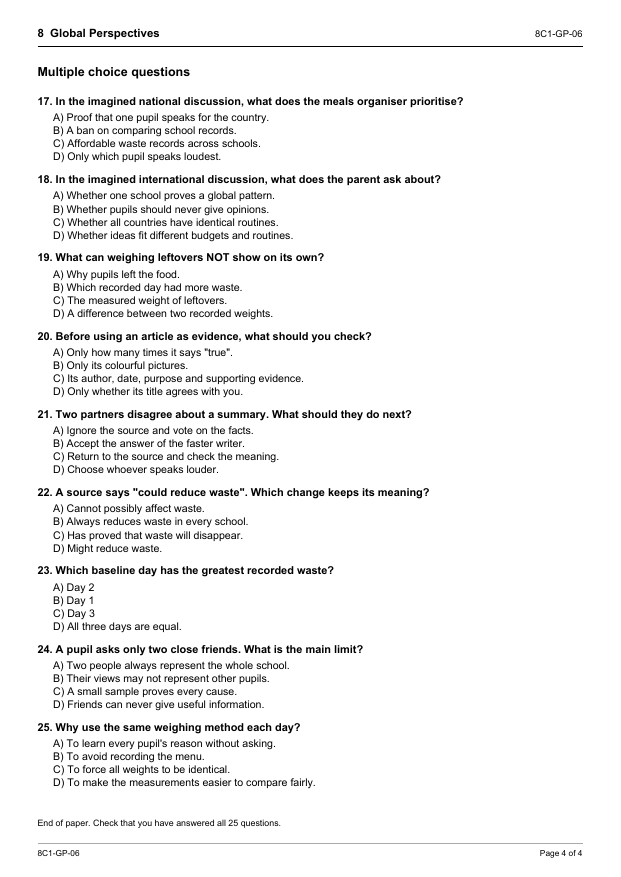 8 Global Perspectives
8C1-GP-06
Multiple choice questions
17. In the imagined national discussion, what does the meals organiser prioritise?
A) Proof that one pupil speaks for the country.
B) A ban on comparing school records.
C) Affordable waste records across schools.
D) Only which pupil speaks loudest.
18. In the imagined international discussion, what does the parent ask about?
A) Whether one school proves a global pattern.
B) Whether pupils should never give opinions.
C) Whether all countries have identical routines.
D) Whether ideas fit different budgets and routines.
19. What can weighing leftovers NOT show on its own?
A) Why pupils left the food.
B) Which recorded day had more waste.
C) The measured weight of leftovers.
D) A difference between two recorded weights.
20. Before using an article as evidence, what should you check?
A) Only how many times it says "true".
B) Only its colourful pictures.
C) Its author, date, purpose and supporting evidence.
D) Only whether its title agrees with you.
21. Two partners disagree about a summary. What should they do next?
A) Ignore the source and vote on the facts.
B) Accept the answer of the faster writer.
C) Return to the source and check the meaning.
D) Choose whoever speaks louder.
22. A source says "could reduce waste". Which change keeps its meaning?
A) Cannot possibly affect waste.
B) Always reduces waste in every school.
C) Has proved that waste will disappear.
D) Might reduce waste.
23. Which baseline day has the greatest recorded waste?
A) Day 2
B) Day 1
C) Day 3
D) All three days are equal.
24. A pupil asks only two close friends. What is the main limit?
A) Two people always represent the whole school.
B) Their views may not represent other pupils.
C) A small sample proves every cause.
D) Friends can never give useful information.
25. Why use the same weighing method each day?
A) To learn every pupil's reason without asking.
B) To avoid recording the menu.
C) To force all weights to be identical.
D) To make the measurements easier to compare fairly.
End of paper. Check that you have answered all 25 questions.
8C1-GP-06
Page 4 of 4